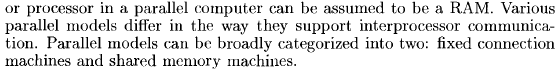 or processor in a parallel computer can be assumed to be a RAM. Various
parallel models differ in the way they support interprocessor communica-
tion. Parallel models can be broadly categorized into two: fixed connection
machines and shared memory machines.